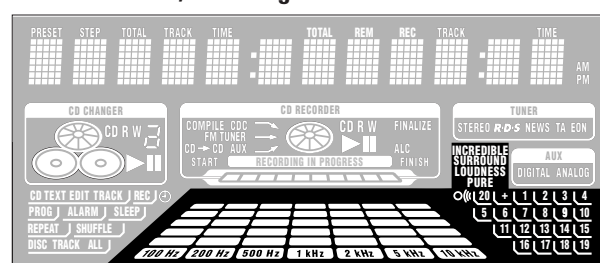 PRESET STEP TOTAL TRACK TIME TOTAL REM REC TRACK TIME
AM
PM
CD CHANGER
CD RW 2
CD RECORDER
COMPILE CDC
FM TUNER
CD→CD AUX
START
CD RW
FINALIZE
ALC
RECORDING IN PROGRESS
FINISH
TUNER
STEREO R·D·S NEWS TA EON
INCREDIBLE
SURROUND
LOUDNESS
PURE
AUX
DIGITAL ANALOG
CD TEXT EDIT TRACK REC
PROG ALARM SLEEP
REPEAT SHUFFLE
DISC TRACK ALL
20 + 1 2 3 4
5 6 7 8 9 10
11 12 13 14 15
16 17 18 19
100 Hz 200 Hz 500 Hz 1 kHz 2 kHz 5 kHz 10 kHz